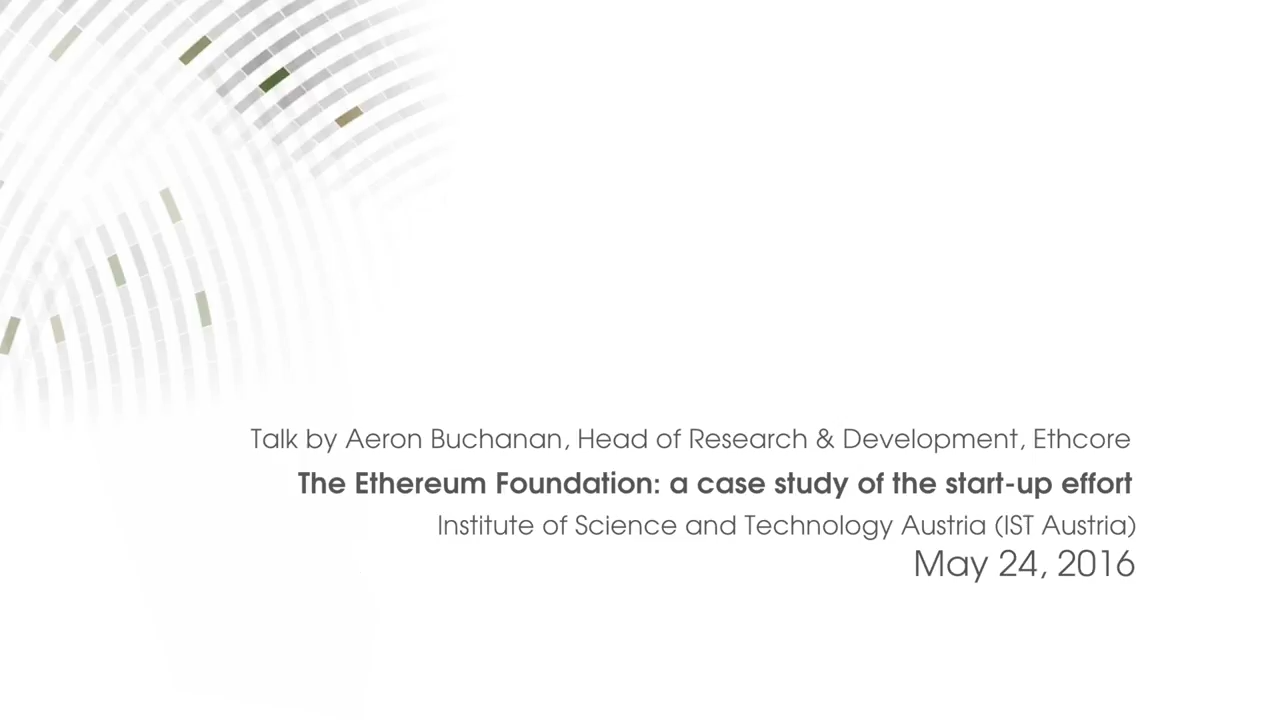 Talk by Aeron Buchanan, Head of Research & Development, Ethcore
The Ethereum Foundation: a case study of the start-up effort
Institute of Science and Technology Austria (IST Austria)
May 24, 2016